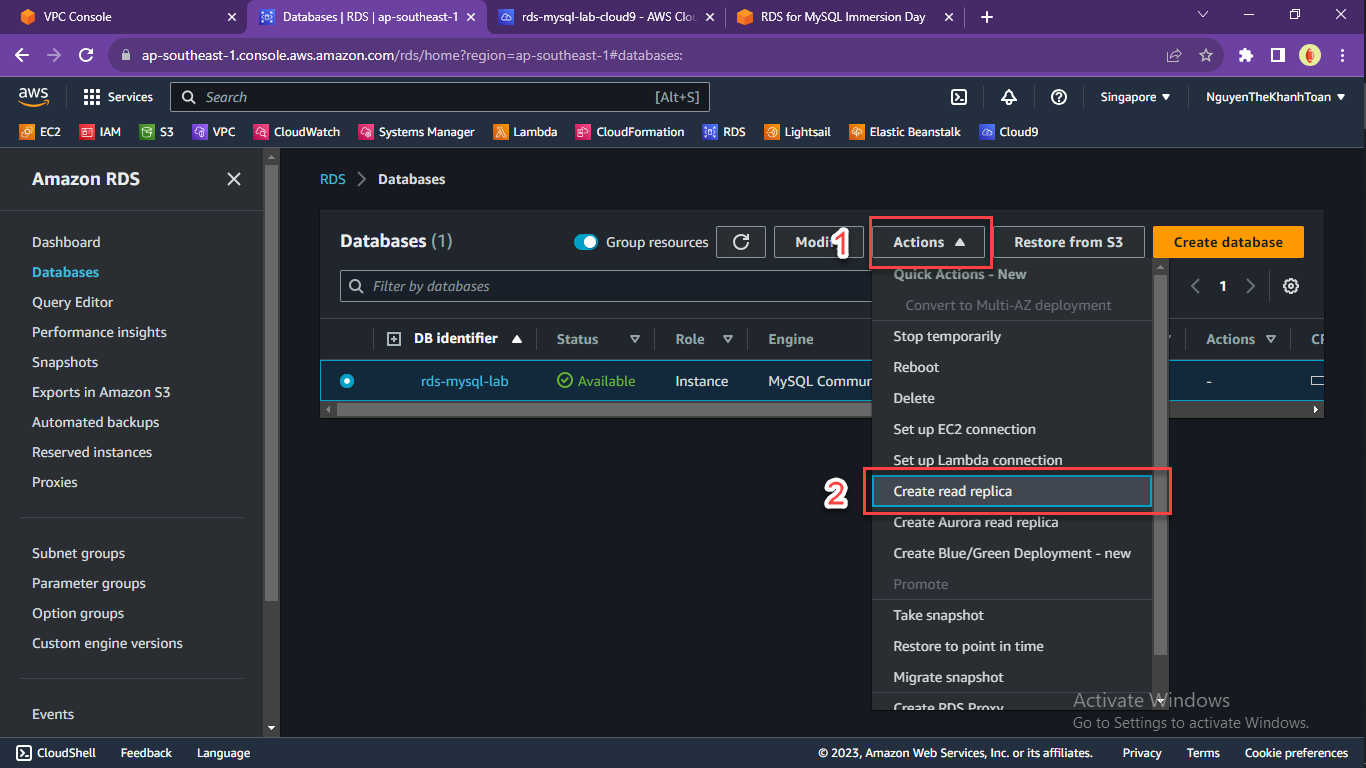 VPC Console
Databases | RDS | ap-southeast-1
rds-mysql-lab-cloud9 - AWS Clou
RDS for MySQL Immersion Day
ap-southeast-1.console.aws.amazon.com/rds/home?region=ap-southeast-1#databases:
aws
Services
Search
[Alt+S]
Singapore
NguyenTheKhanhToan
EC2
IAM
S3
VPC
CloudWatch
Systems Manager
Lambda
CloudFormation
RDS
Lightsail
Elastic Beanstalk
Cloud9
Amazon RDS
Dashboard
Databases
Query Editor
Performance insights
Snapshots
Exports in Amazon S3
Automated backups
Reserved instances
Proxies
Subnet groups
Parameter groups
Option groups
Custom engine versions
Events
RDS
Databases
Databases (1)
Group resources
1
Actions
Restore from S3
Create database
Filter by databases
1
DB identifier
Status
Role
Engine
Actions
rds-mysql-lab
Available
Instance
MySQL Commun
-
Quick Actions - New
Convert to Multi-AZ deployment
Stop temporarily
Reboot
Delete
Set up EC2 connection
Set up Lambda connection
2
Create read replica
Create Aurora read replica
Create Blue/Green Deployment - new
Promote
Take snapshot
Restore to point in time
Migrate snapshot
Create RDS Proxy
Activate Windows
Go to Settings to activate Windows.
CloudShell
Feedback
Language
© 2023, Amazon Web Services, Inc. or its affiliates.
Privacy
Terms
Cookie preferences